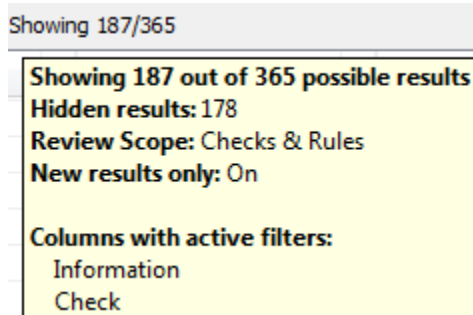 Showing 187/365
Showing 187 out of 365 possible results
Hidden results: 178
Review Scope: Checks & Rules
New results only: On
Columns with active filters:
Information
Check